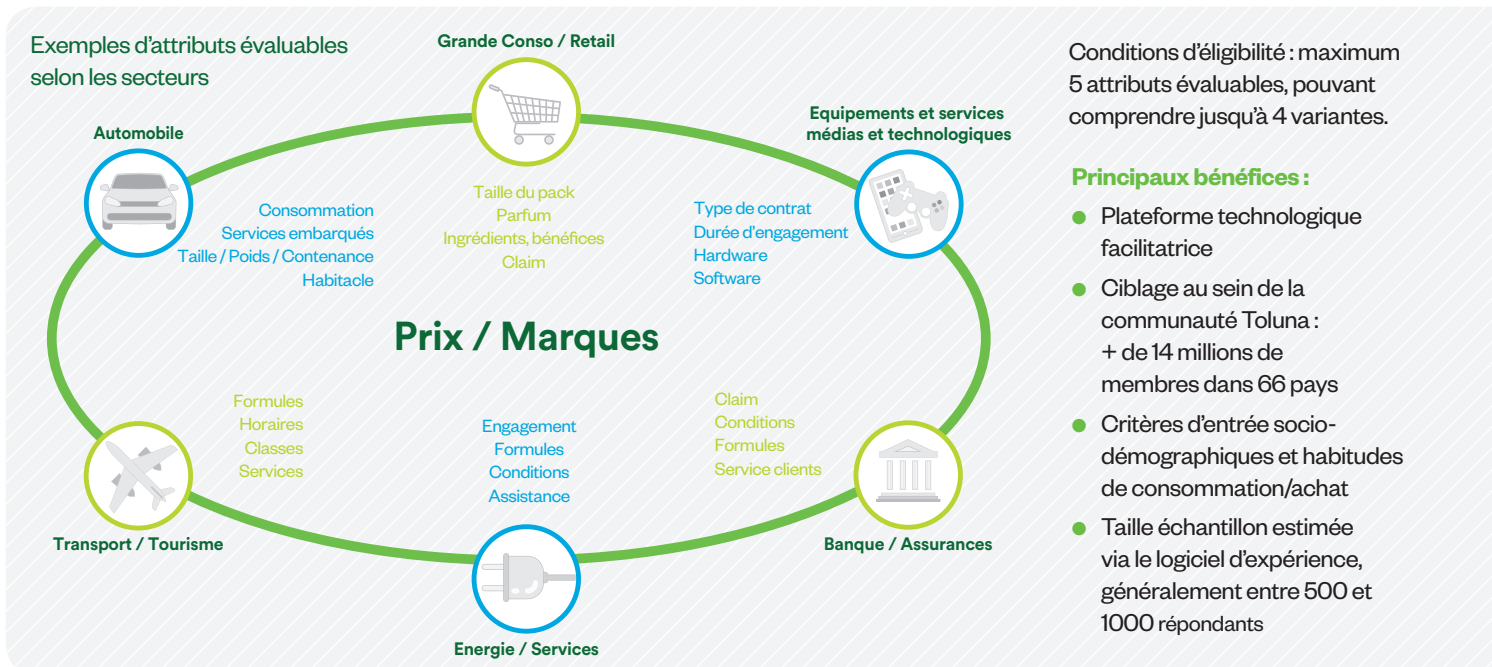 Exemples d'attributs évaluables
selon les secteurs
Grande Conso / Retail
Automobile
Equipements et services
médias et technologiques
Consommation
Services embarqués
Taille / Poids / Contenance
Habitacle
Taille du pack
Parfum
Ingrédients, bénéfices
Claim
Type de contrat
Durée d'engagement
Hardware
Software
Prix / Marques
Formules
Horaires
Classes
Services
Engagement
Formules
Conditions
Assistance
Claim
Conditions
Formules
Service clients
Transport / Tourisme
Banque / Assurances
Energie / Services
Conditions d'éligibilité : maximum
5 attributs évaluables, pouvant
comprendre jusqu'à 4 variantes.
Principaux bénéfices :
● Plateforme technologique
facilitatrice
● Ciblage au sein de la
communauté Toluna :
+ de 14 millions de
membres dans 66 pays
● Critères d'entrée socio-
démographiques et habitudes
de consommation/achat
● Taille échantillon estimée
via le logiciel d'expérience,
généralement entre 500 et
1000 répondants